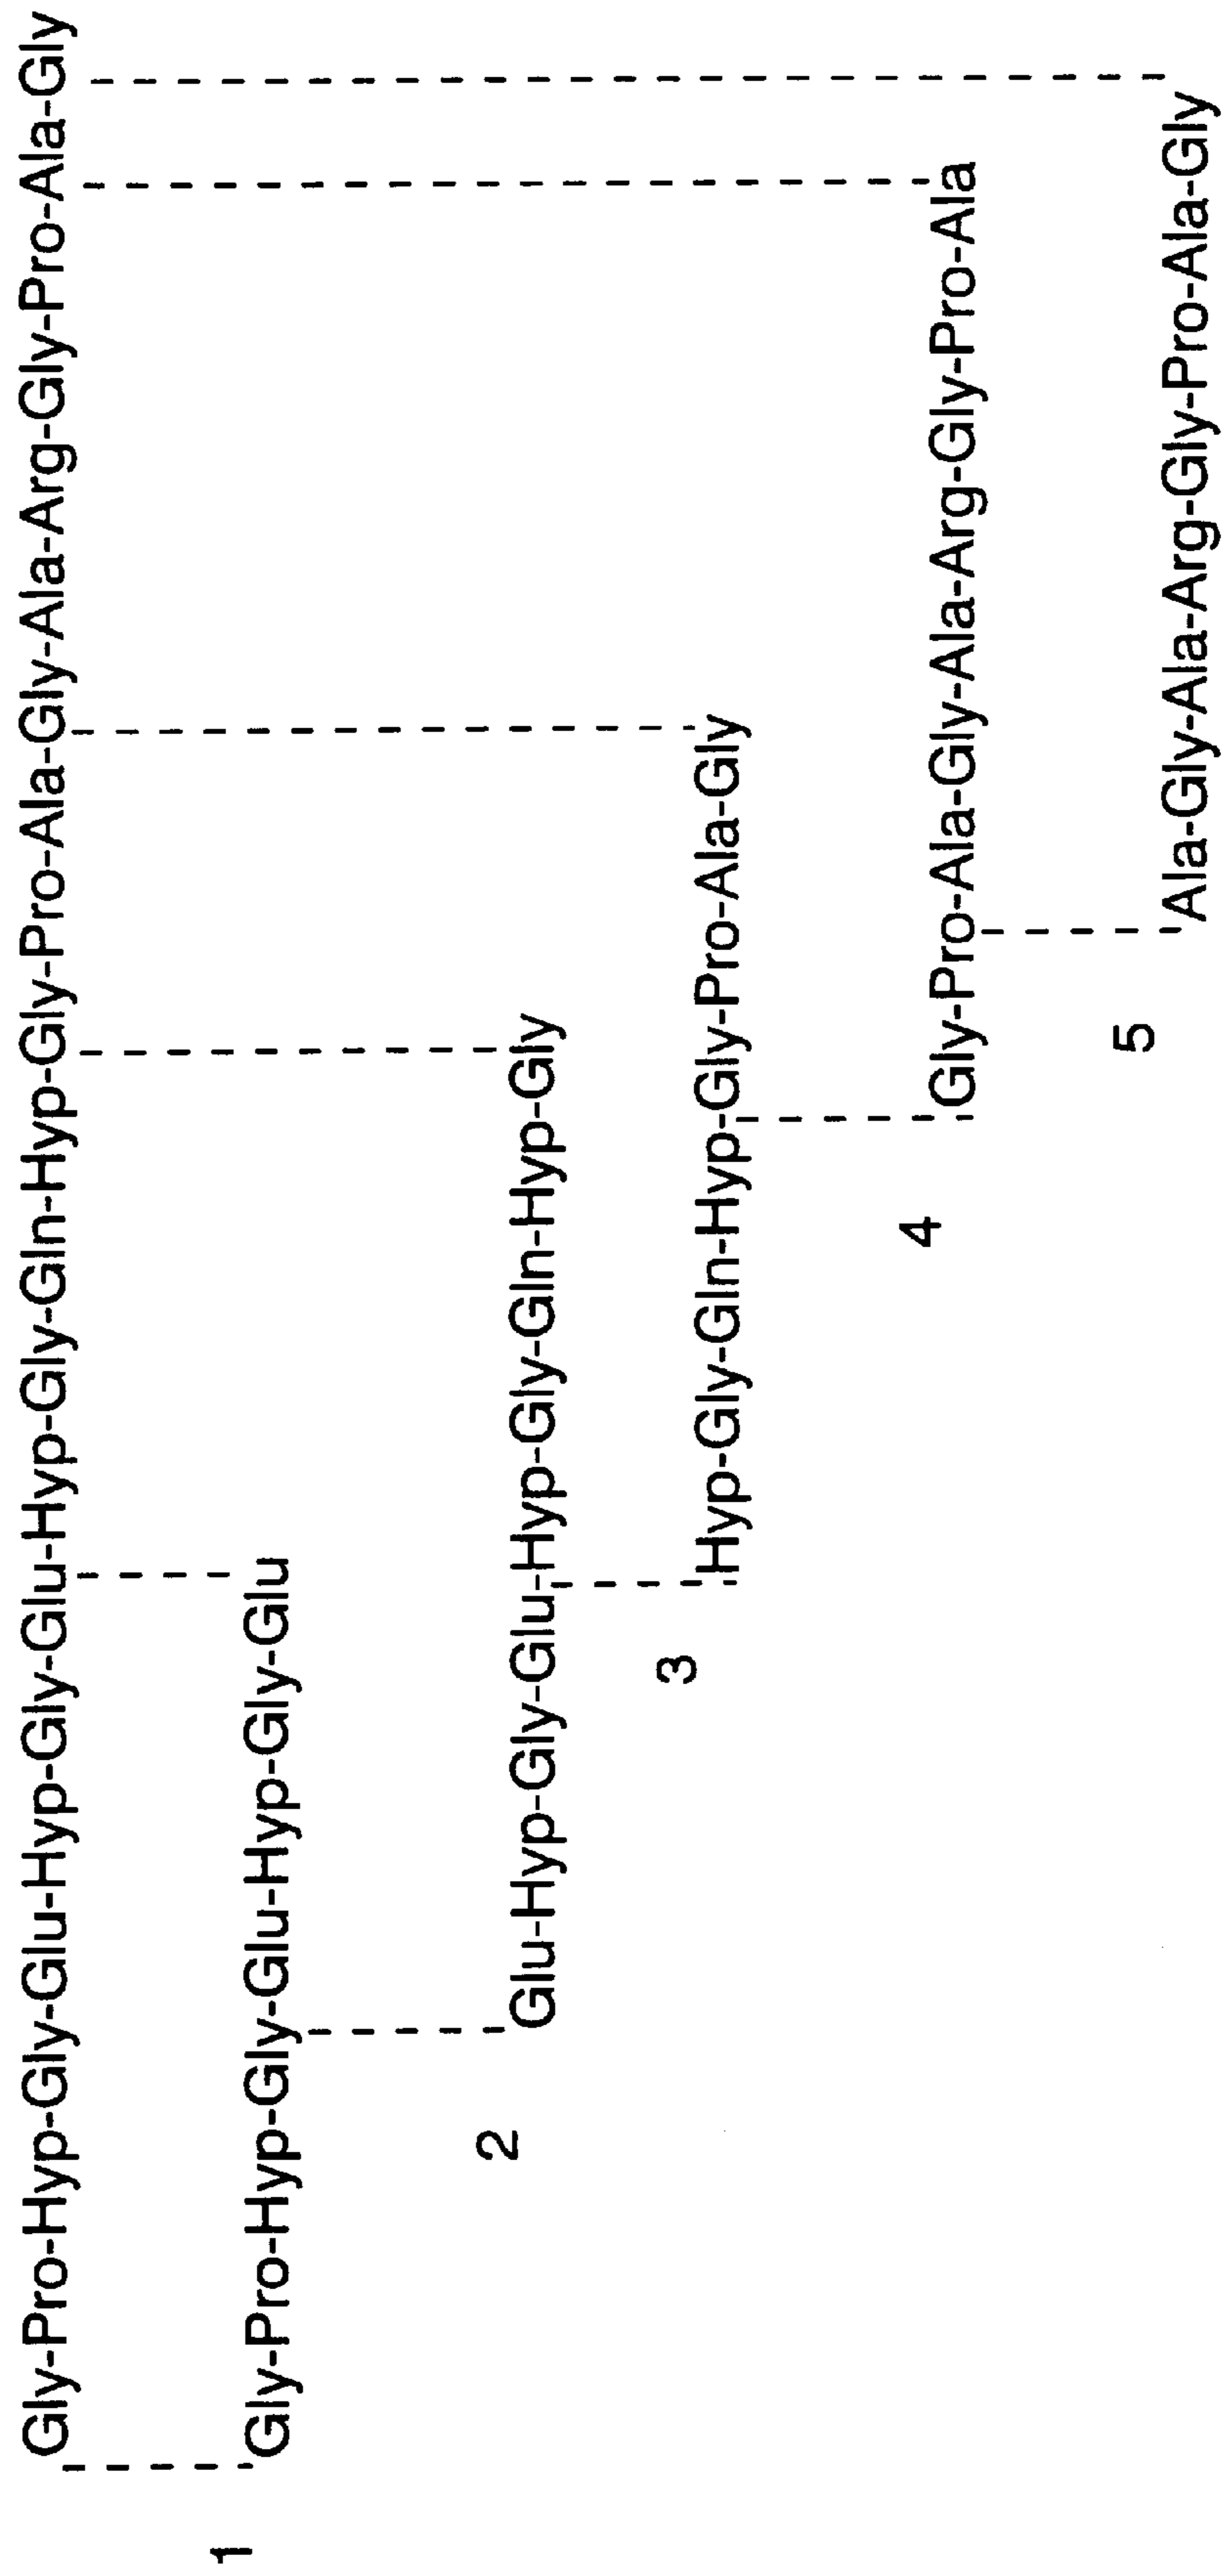 Gly-Pro-Hyp-Gly-Glu-Hyp-Gly-Glu-Hyp-Gly-Gln-Hyp-Gly-Pro-Ala-Gly-Ala-Arg-Gly-Pro-Ala-Gly
1 Gly-Pro-Hyp-Gly-Glu-Hyp-Gly-Glu
2 Glu-Hyp-Gly-Glu-Hyp-Gly-Gln-Hyp-Gly
3 Hyp-Gly-Gln-Hyp-Gly-Pro-Ala-Gly
4 Gly-Pro-Ala-Gly-Ala-Arg-Gly-Pro-Ala
5 Ala-Gly-Ala-Arg-Gly-Pro-Ala-Gly